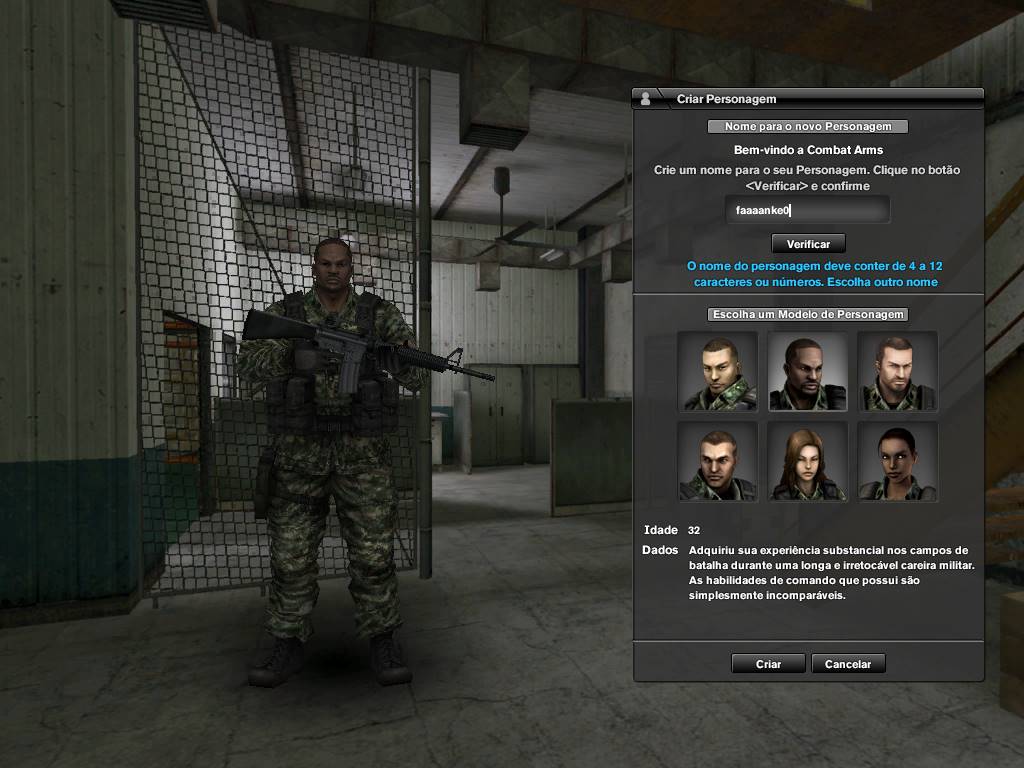 Criar Personagem
Nome para o novo Personagem
Bem-vindo a Combat Arms
Crie um nome para o seu Personagem. Clique no botão
<Verificar> e confirme
faaaanke0
Verificar
O nome do personagem deve conter de 4 a 12
caracteres ou números. Escolha outro nome
Escolha um Modelo de Personagem
Idade 32
Dados Adquiriu sua experiência substancial nos campos de
batalha durante uma longa e irretocável careira militar.
As habilidades de comando que possui são
simplesmente incomparáveis.
Criar Cancelar